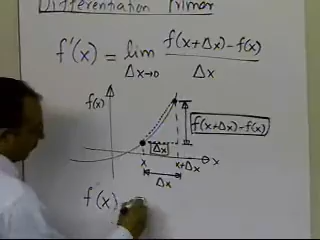 Differentiation Primer
f'(x) = lim f(x+Δx)-f(x)
Δx→0 Δx
f(x)
f(x+Δx)-f(x)
Δx
x x+Δx x
Δx
f'(x) =